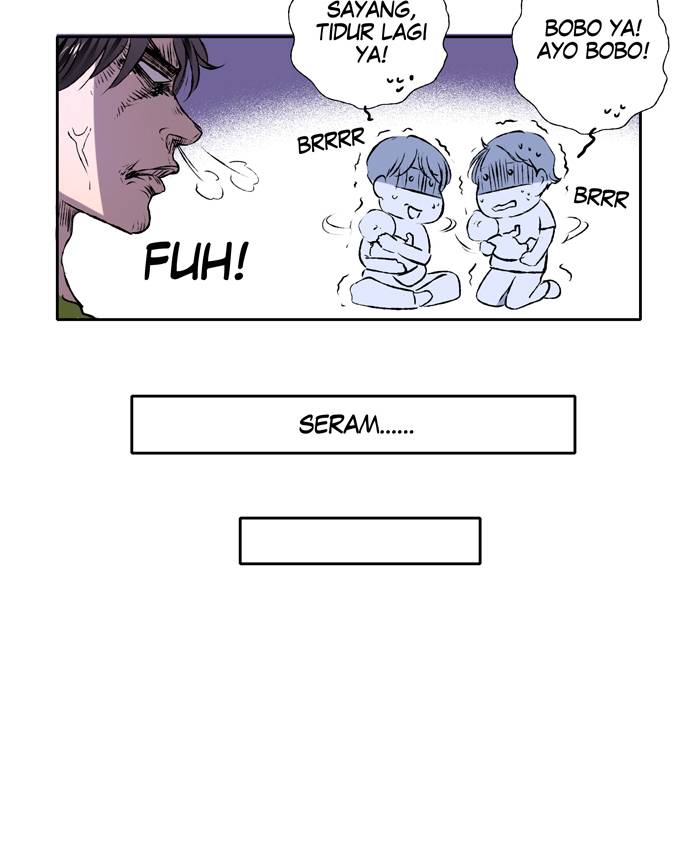 SAYANG,
TIDUR LAGI
YA!
BOBO YA!
AYO BOBO!
BRRRR
BRRR
FUH!
SERAM......